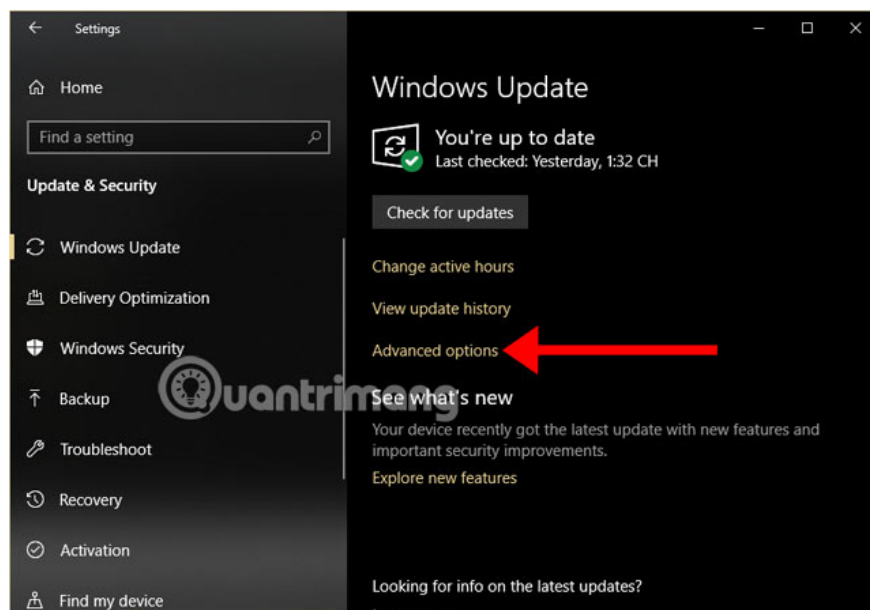 Settings
Home
Find a setting
Update & Security
Windows Update
Delivery Optimization
Windows Security
Backup
Troubleshoot
Recovery
Activation
Find my device
Windows Update
You're up to date
Last checked: Yesterday, 1:32 CH
Check for updates
Change active hours
View update history
Advanced options
See what's new
Your device recently got the latest update with new features and
important security improvements.
Explore new features
Looking for info on the latest updates?
Quantrimang